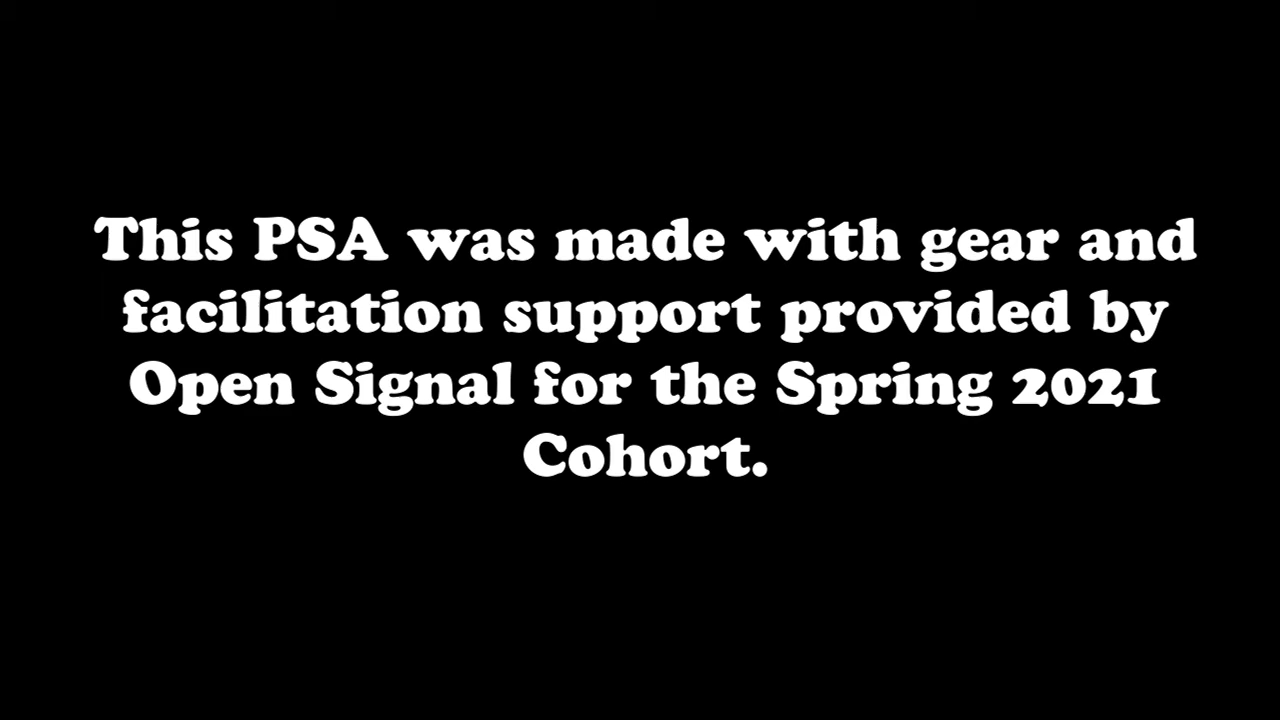 This PSA was made with gear and
facilitation support provided by
Open Signal for the Spring 2021
Cohort.